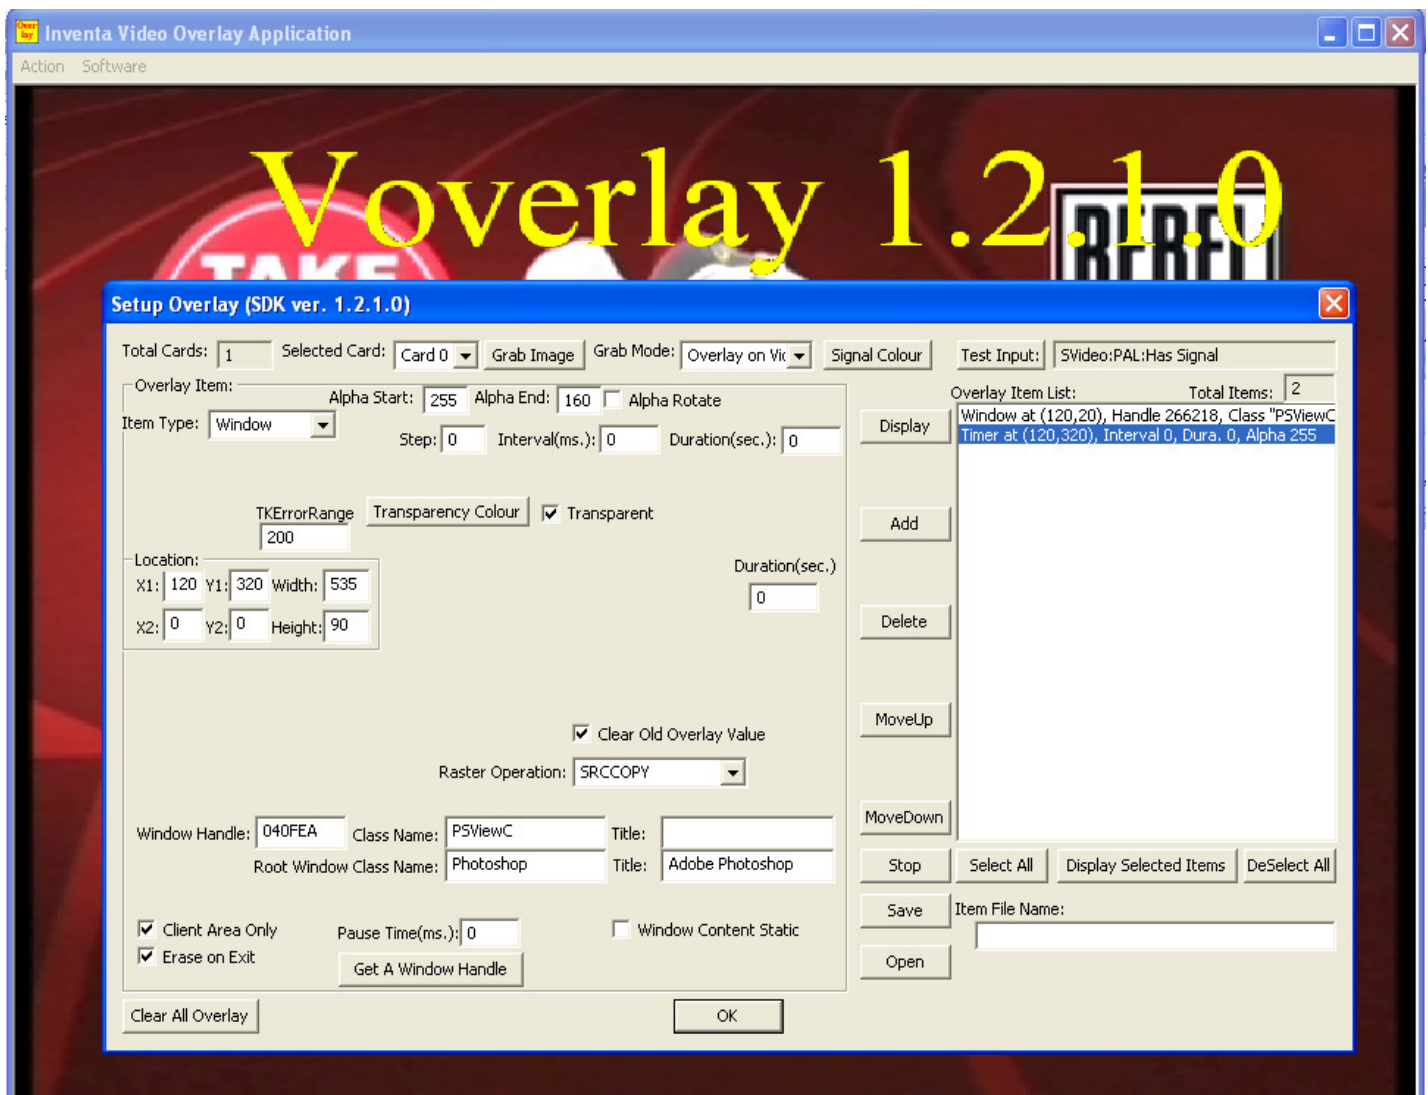 Over
lay
Inventa Video Overlay Application
Action Software
Voverlay 1.2.1.0
TAKE
REBEL
Setup Overlay (SDK ver. 1.2.1.0)
Total Cards: 1 Selected Card: Card 0 Grab Image Grab Mode: Overlay on Vic Signal Colour Test Input: SVideo:PAL:Has Signal
Overlay Item: Alpha Start: 255 Alpha End: 160 Alpha Rotate
Overlay Item List: Total Items: 2
Item Type: Window
Step: 0 Interval(ms.): 0 Duration(sec.): 0
Display
Window at (120,20), Handle 266218, Class "PSViewC
Timer at (120,320), Interval 0, Dura. 0, Alpha 255
TKErrorRange Transparency Colour Transparent
200
Add
Location:
X1: 120 Y1: 320 Width: 535
X2: 0 Y2: 0 Height: 90
Duration(sec.)
0
Delete
MoveUp
Clear Old Overlay Value
Raster Operation: SRCCOPY
MoveDown
Window Handle: 040FEA Class Name: PSViewC Title:
Root Window Class Name: Photoshop Title: Adobe Photoshop
Stop Select All Display Selected Items DeSelect All
Save Item File Name:
Client Area Only Pause Time(ms.): 0 Window Content Static
Erase on Exit Get A Window Handle
Open
Clear All Overlay OK